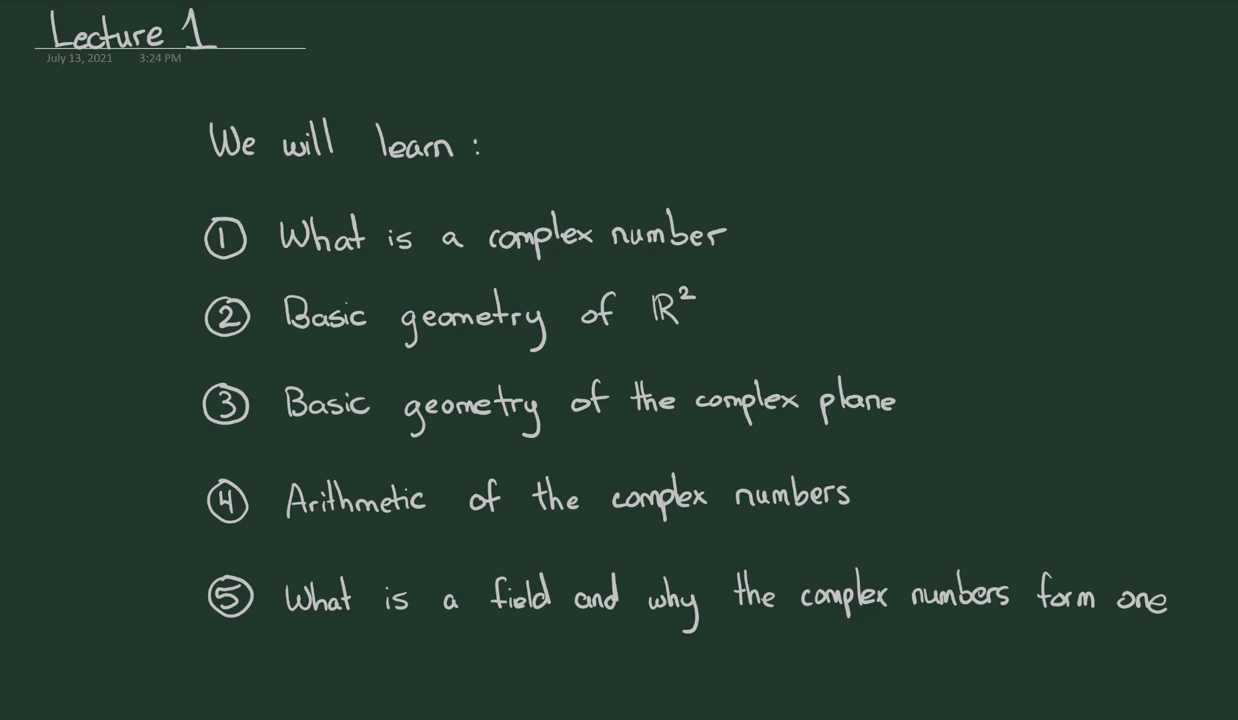 Lecture 1
July 13, 2021 3:24 PM
We will learn :
① What is a complex number
② Basic geometry of ℝ²
③ Basic geometry of the complex plane
④ Arithmetic of the complex numbers
⑤ What is a field and why the complex numbers form one